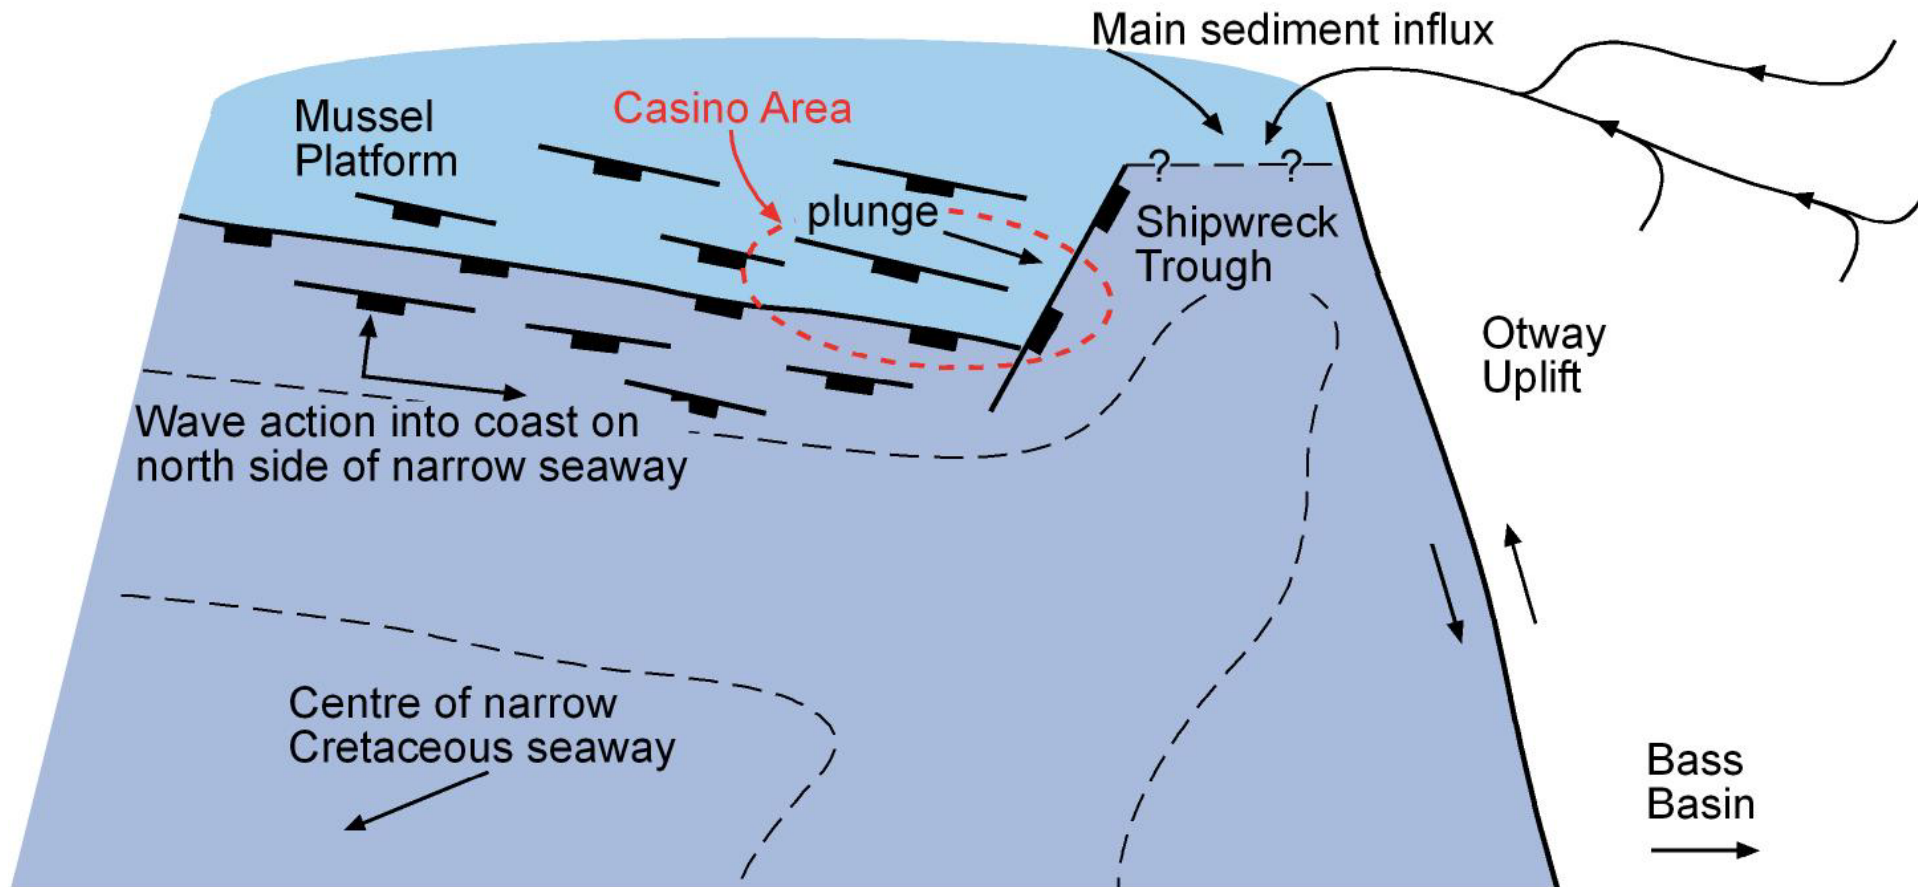 Main sediment influx
Mussel
Platform
Casino Area
?
?
plunge
Shipwreck
Trough
Otway
Uplift
Wave action into coast on
north side of narrow seaway
Centre of narrow
Cretaceous seaway
Bass
Basin